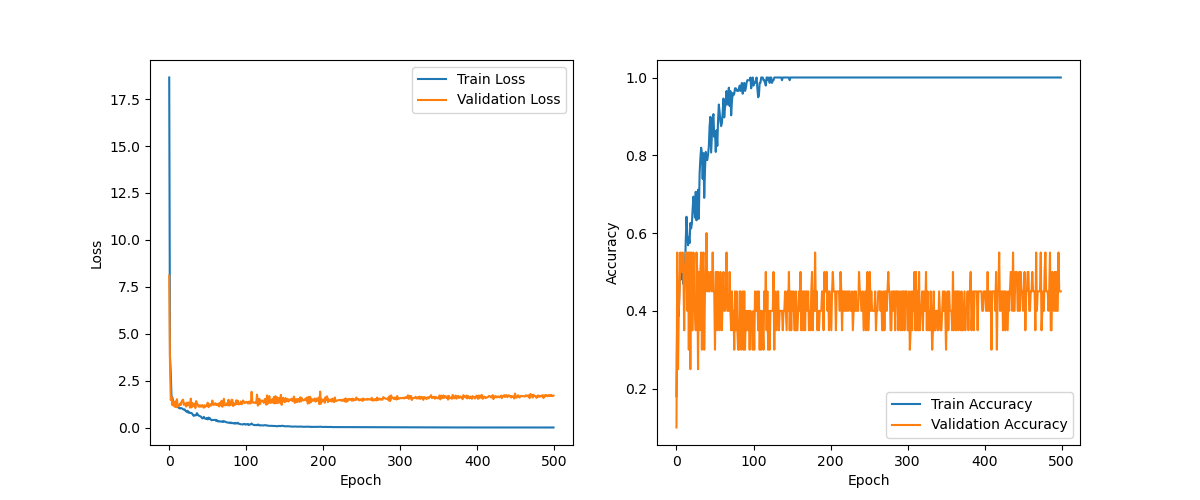 Loss
17.5
15.0
12.5
10.0
7.5
5.0
2.5
0.0
0 100 200 300 400 500
Epoch
Train Loss
Validation Loss
Accuracy
1.0
0.8
0.6
0.4
0.2
0 100 200 300 400 500
Epoch
Train Accuracy
Validation Accuracy